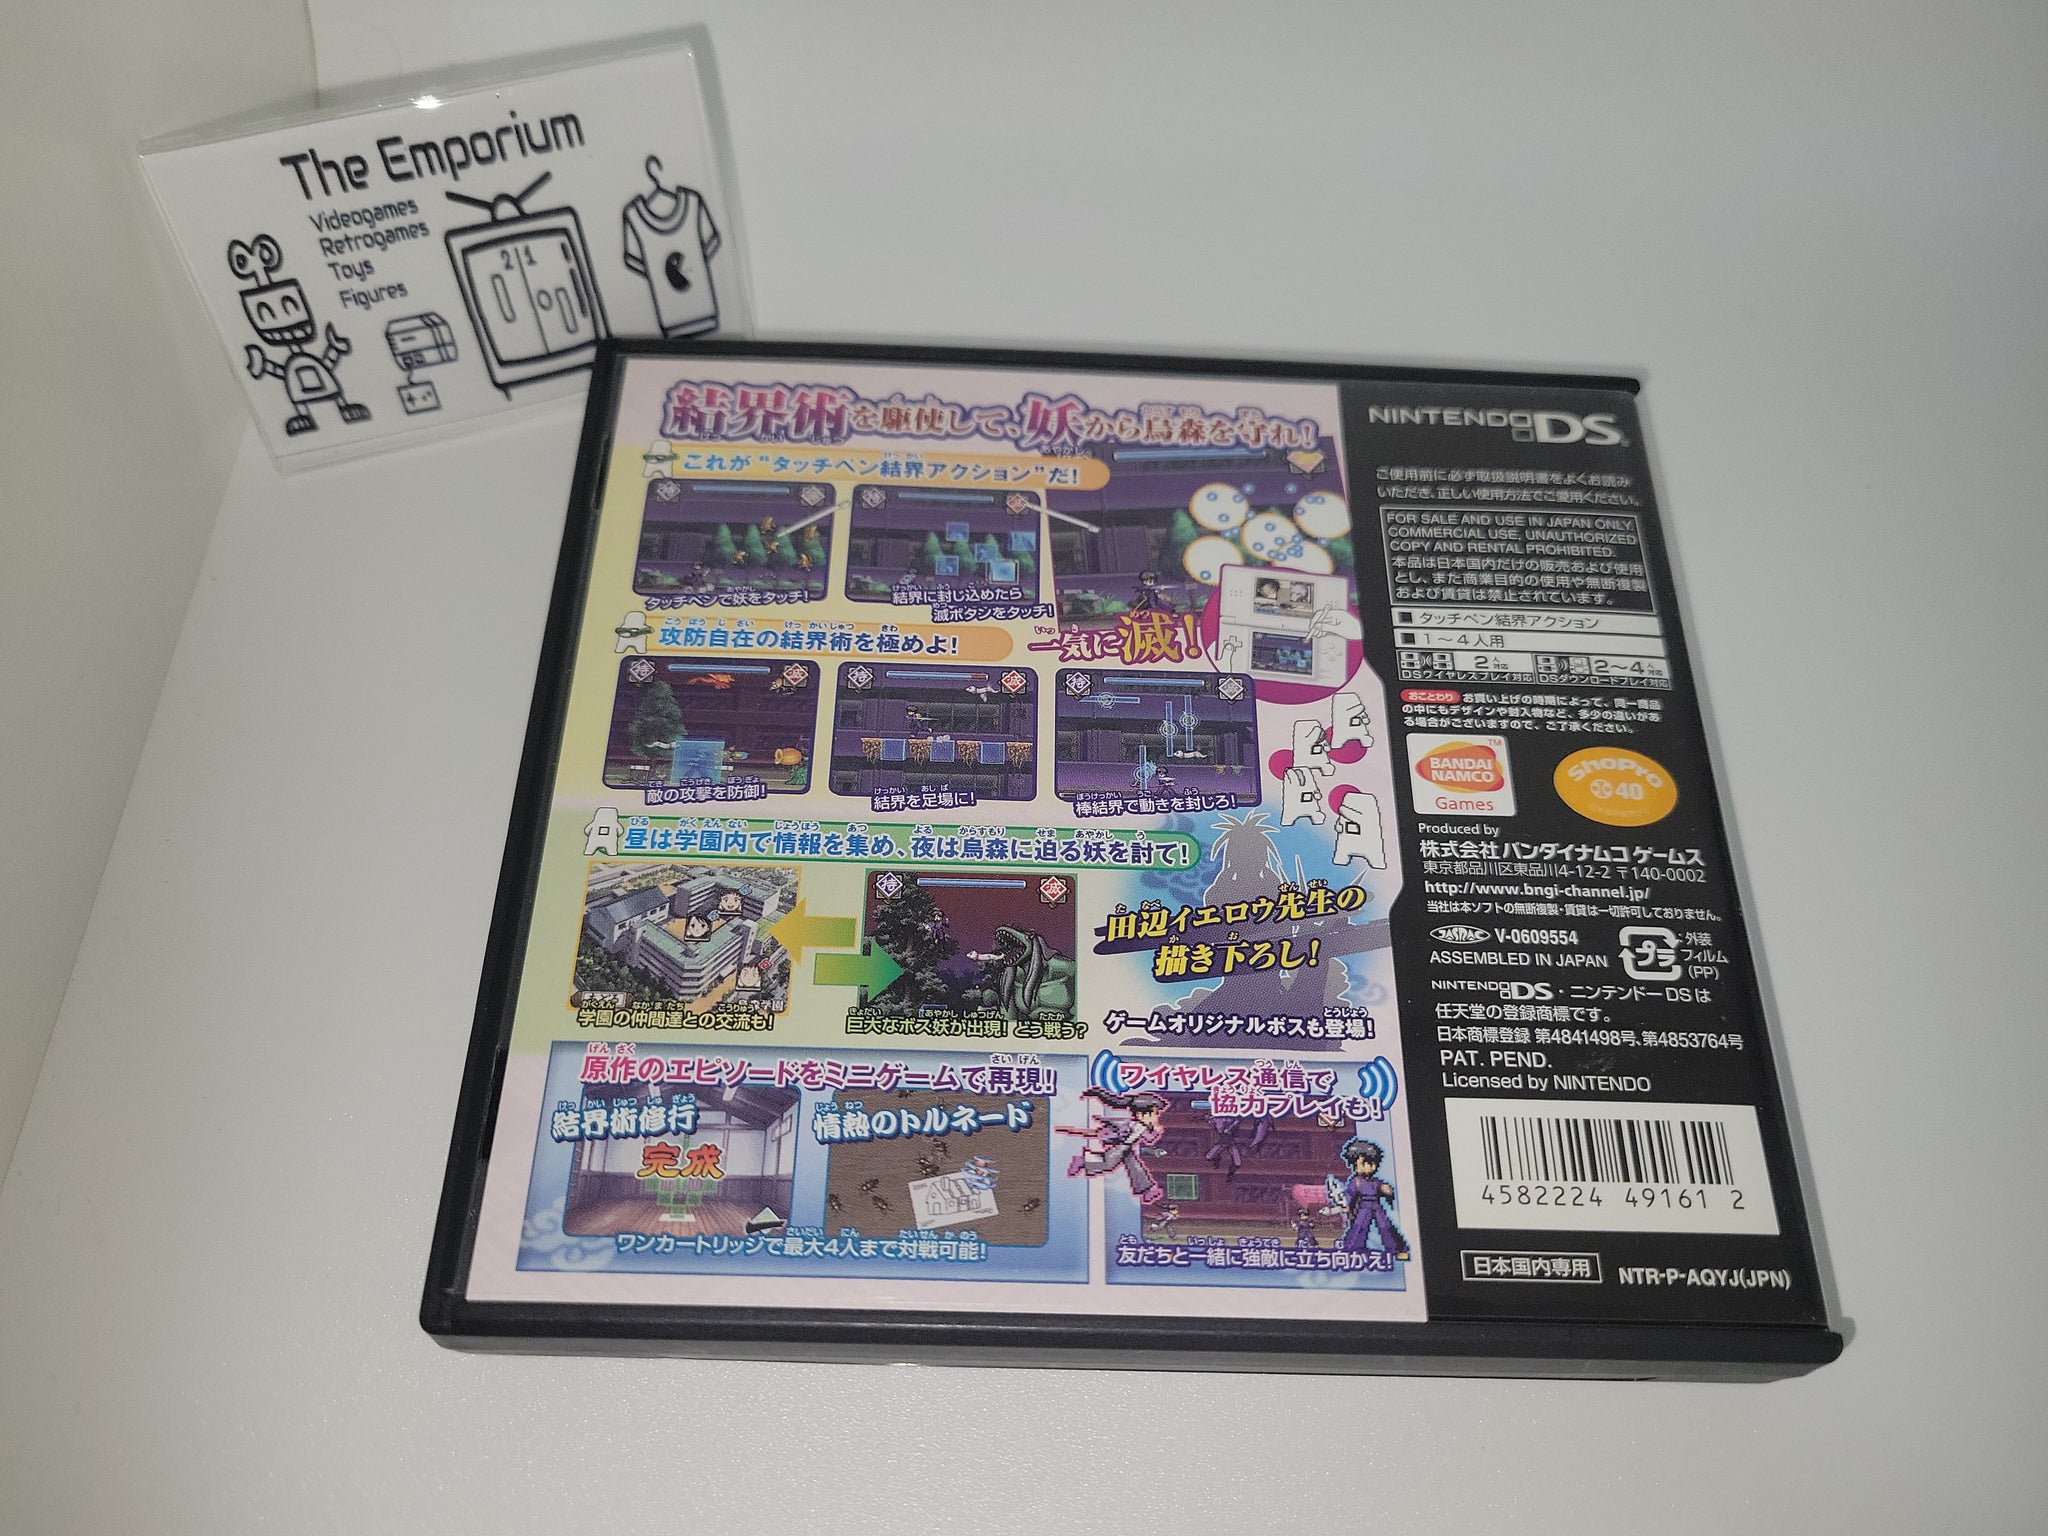 The Emporium
Videogames
Retrogames
Toys
Figures
21
結界術を駆使して、妖から烏森を守れ!
これが“タッチペン結界アクション”だ!
タッチペンで妖をタッチ!
結界に封じ込めたら
滅ボタンをタッチ!
一気に滅!
攻防自在の結界術を極めよ!
敵の攻撃を防御!
結界を足場に!
棒結界で動きを封じろ!
昼は学園内で情報を集め、夜は烏森に迫る妖を討て!
学園の仲間達との交流も!
巨大なボス妖が出現! どう戦う?
田辺イエロウ先生の
描き下ろし!
ゲームオリジナルボスも登場!
原作のエピソードをミニゲームで再現!
結界術修行
完成
情熱のトルネード
ワンカートリッジで最大4人まで対戦可能!
ワイヤレス通信で
協力プレイも!
友だちと一緒に強敵に立ち向かえ!
NINTENDO DS
ご使用前に必ず取扱説明書をよくお読み
いただき、正しい使用方法でご愛用ください。
FOR SALE AND USE IN JAPAN ONLY.
COMMERCIAL USE, UNAUTHORIZED
COPY AND RENTAL PROHIBITED.
本品は日本国内だけの販売および使用
とし、また商業目的の使用や無断複製
および賃貸は禁止されています。
■ タッチペン結界アクション
■ 1〜4人用
2人対応 2〜4人対応
DSワイヤレスプレイ対応 DSダウンロードプレイ対応
おことわり お買い上げの時期によって、同一商品
の中にもデザインや封入物など、多少の違いがあ
る場合がございますので、ご了承ください。
BANDAI
NAMCO
Games
TM
ShoPro
40
Produced by
株式会社 バンダイナムコ ゲームス
東京都品川区東品川4-12-2 〒140-0002
http://www.bngi-channel.jp/
当社は本ソフトの無断複製・賃貸は一切許可しておりません。
JASRAC V-0609554
ASSEMBLED IN JAPAN
プラ
外装
フィルム
(PP)
NINTENDO DS・ニンテンドーDSは
任天堂の登録商標です。
日本商標登録 第4841498号、第4853764号
PAT. PEND.
Licensed by NINTENDO
4582224 49161 2
日本国内専用
NTR-P-AQYJ(JPN)